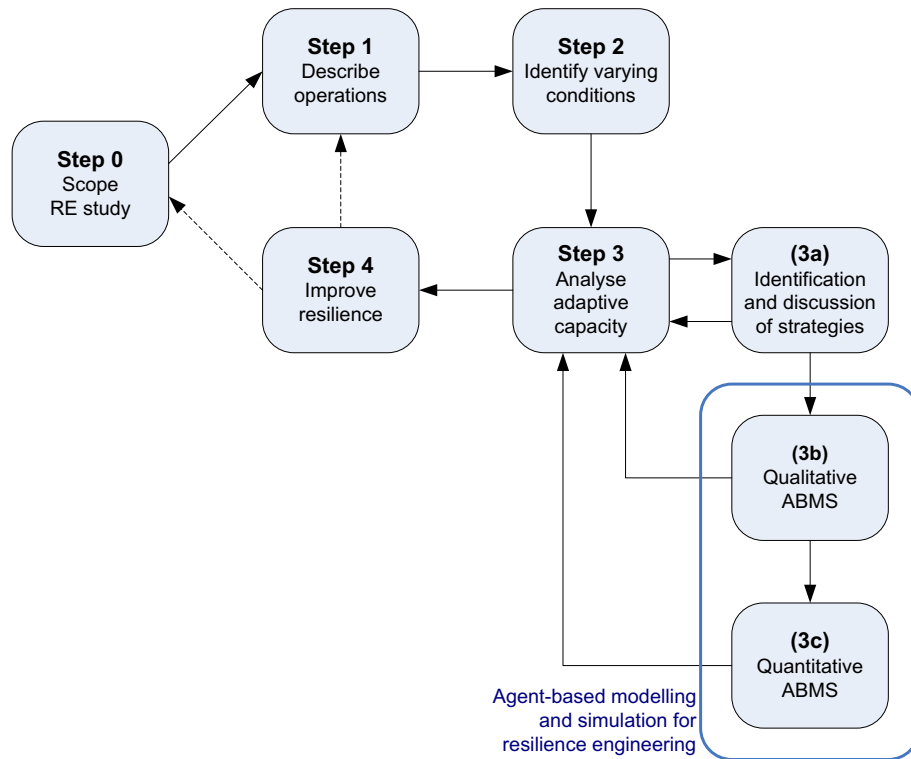 Step 1
Describe
operations
Step 2
Identify varying
conditions
Step 0
Scope
RE study
Step 4
Improve
resilience
Step 3
Analyse
adaptive
capacity
(3a)
Identification
and discussion
of strategies
(3b)
Qualitative
ABMS
(3c)
Quantitative
ABMS
Agent-based modelling
and simulation for
resilience engineering